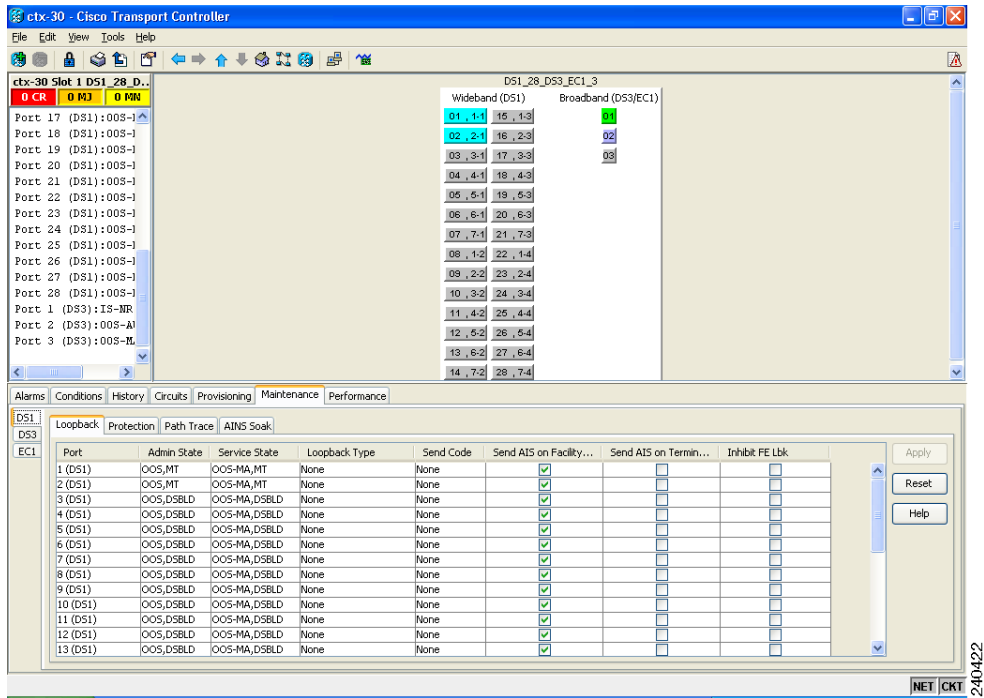 ctx-30 - Cisco Transport Controller
File Edit View Tools Help
ctx-30 Slot 1 DS1_28_D..
0 CR 0 MJ 0 MN
Port 17 (DS1):OOS-
Port 18 (DS1):OOS-
Port 19 (DS1):OOS-
Port 20 (DS1):OOS-
Port 21 (DS1):OOS-
Port 22 (DS1):OOS-
Port 23 (DS1):OOS-
Port 24 (DS1):OOS-
Port 25 (DS1):OOS-
Port 26 (DS1):OOS-
Port 27 (DS1):OOS-
Port 28 (DS1):OOS-
Port 1 (DS3):IS-NR
Port 2 (DS3):OOS-A
Port 3 (DS3):OOS-M
DS1_28_DS3_EC1_3
Wideband (DS1) Broadband (DS3/EC1)
01 , 1-1 15 , 1-3 01
02 , 2-1 16 , 2-3 02
03 , 3-1 17 , 3-3 03
04 , 4-1 18 , 4-3
05 , 5-1 19 , 5-3
06 , 6-1 20 , 6-3
07 , 7-1 21 , 7-3
08 , 1-2 22 , 1-4
09 , 2-2 23 , 2-4
10 , 3-2 24 , 3-4
11 , 4-2 25 , 4-4
12 , 5-2 26 , 5-4
13 , 6-2 27 , 6-4
14 , 7-2 28 , 7-4
Alarms Conditions History Circuits Provisioning Maintenance Performance
DS1
DS3
EC1
Loopback Protection Path Trace AINS Soak
Port Admin State Service State Loopback Type Send Code Send AIS on Facility... Send AIS on Termin... Inhibit FE Lbk
1 (DS1) OOS,MT OOS-MA,MT None None
2 (DS1) OOS,MT OOS-MA,MT None None
3 (DS1) OOS,DSBLD OOS-MA,DSBLD None None
4 (DS1) OOS,DSBLD OOS-MA,DSBLD None None
5 (DS1) OOS,DSBLD OOS-MA,DSBLD None None
6 (DS1) OOS,DSBLD OOS-MA,DSBLD None None
7 (DS1) OOS,DSBLD OOS-MA,DSBLD None None
8 (DS1) OOS,DSBLD OOS-MA,DSBLD None None
9 (DS1) OOS,DSBLD OOS-MA,DSBLD None None
10 (DS1) OOS,DSBLD OOS-MA,DSBLD None None
11 (DS1) OOS,DSBLD OOS-MA,DSBLD None None
12 (DS1) OOS,DSBLD OOS-MA,DSBLD None None
13 (DS1) OOS,DSBLD OOS-MA,DSBLD None None
Apply
Reset
Help
NET CKT
240422